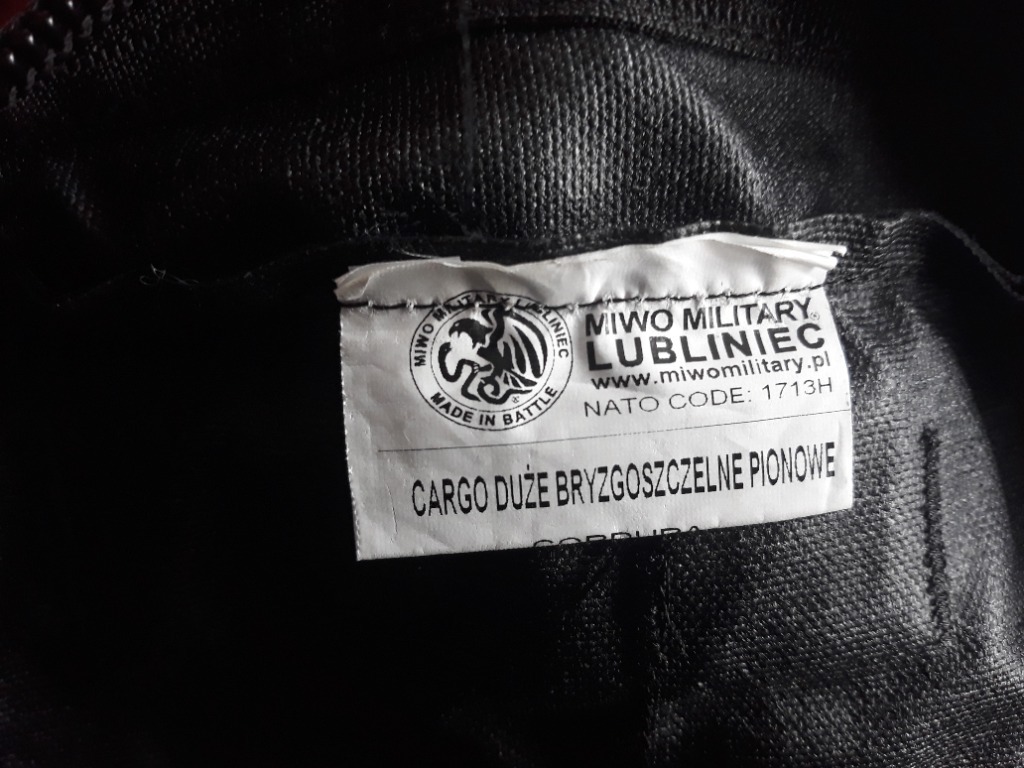 MIWO MILITARY LUBLINIEC
MADE IN BATTLE
MIWO MILITARY®
LUBLINIEC
www.miwomilitary.pl
NATO CODE: 1713H
CARGO DUŻE BRYZGOSZCZELNE PIONOWE